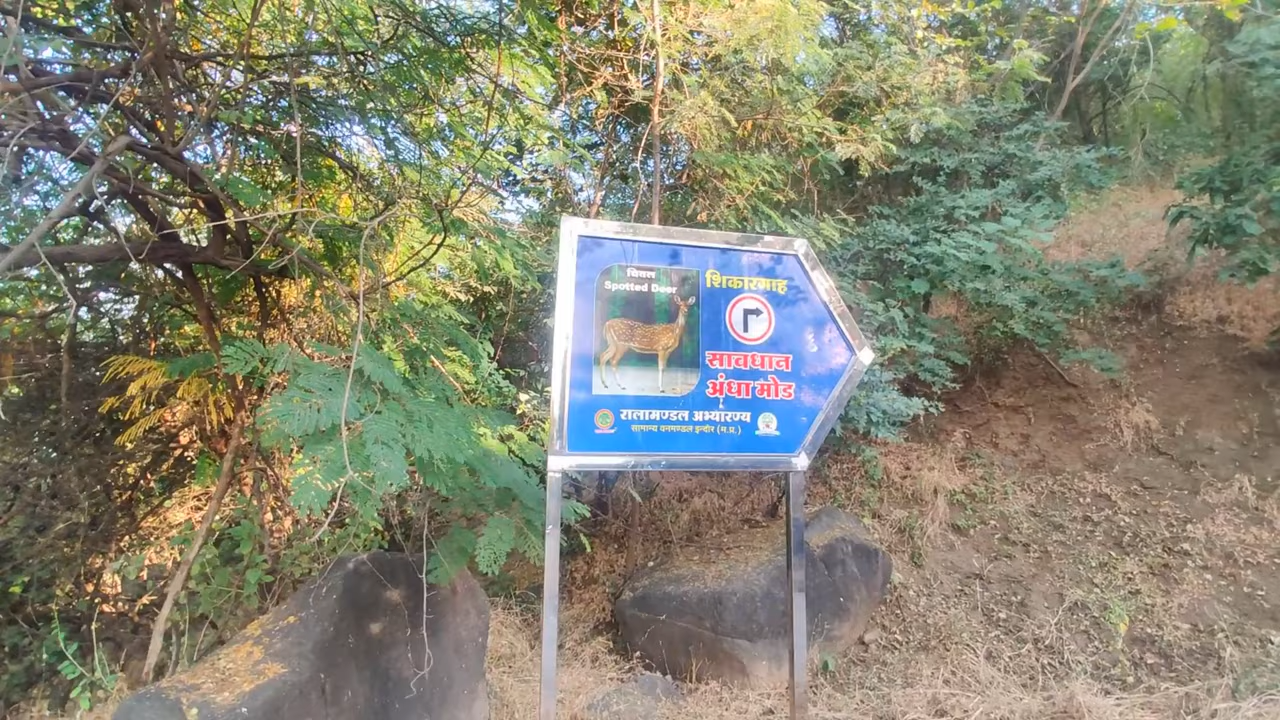 चितल
Spotted Deer
शिकारगाह
सावधान
अंधा मोड
रालामण्डल अभ्यारण्य
सामान्य वनमण्डल इन्दौर (म.प्र.)